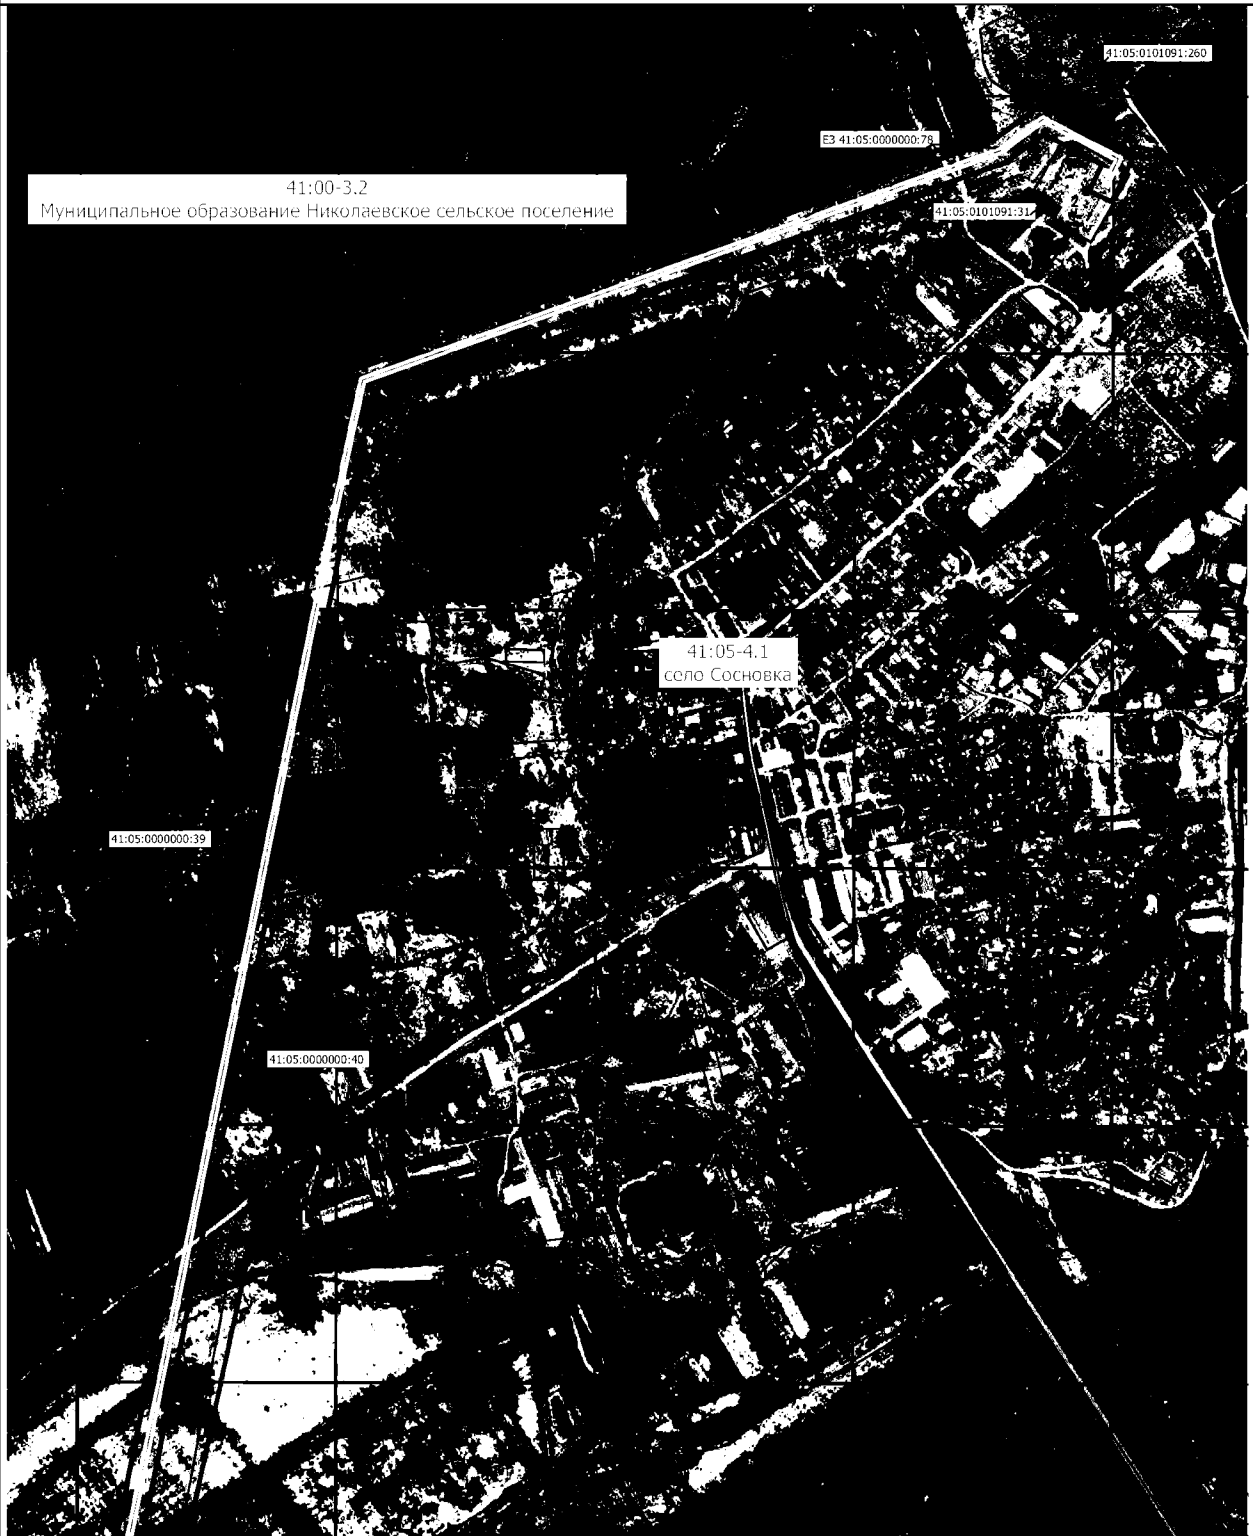 41:05:0101091:260
ЕЗ 41:05:0000000:78
41:00-3.2
Муниципальное образование Николаевское сельское поселение
41:05:0101091:31
41:05-4.1
село Сосновка
41:05:0000000:39
41:05:0000000:40